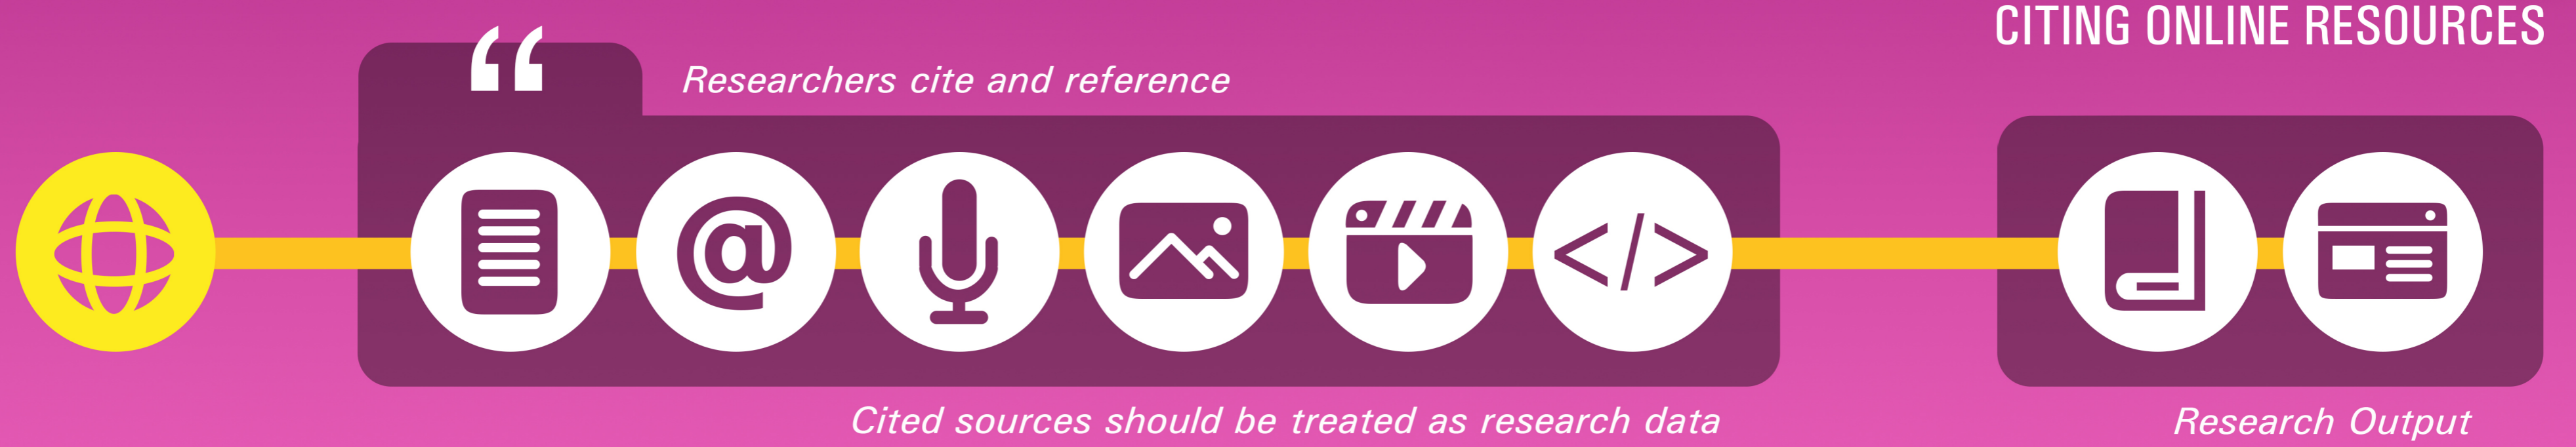 CITING ONLINE RESOURCES
“
Researchers cite and reference
@
</>
Cited sources should be treated as research data
Research Output